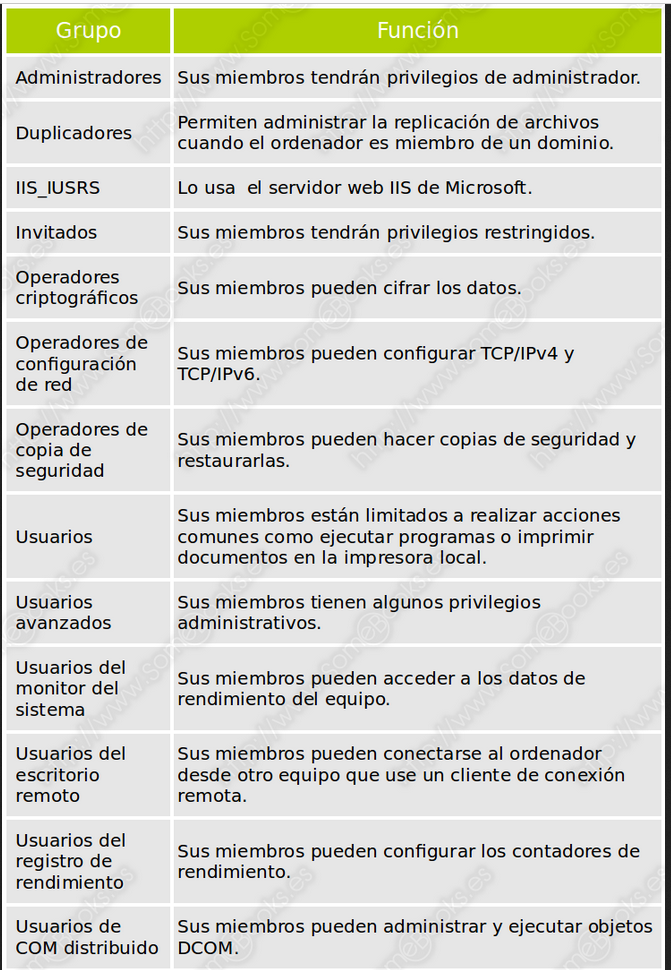 Grupo Función
Administradores Sus miembros tendrán privilegios de administrador.
Duplicadores
Permiten administrar la replicación de archivos
cuando el ordenador es miembro de un dominio.
IIS_IUSRS Lo usa el servidor web IIS de Microsoft.
Invitados Sus miembros tendrán privilegios restringidos.
Operadores
criptográficos
Sus miembros pueden cifrar los datos.
Operadores de
configuración
de red
Sus miembros pueden configurar TCP/IPv4 y
TCP/IPv6.
Operadores de
copia de
seguridad
Sus miembros pueden hacer copias de seguridad y
restaurarlas.
Usuarios
Sus miembros están limitados a realizar acciones
comunes como ejecutar programas o imprimir
documentos en la impresora local.
Usuarios
avanzados
Sus miembros tienen algunos privilegios
administrativos.
Usuarios del
monitor del
sistema
Sus miembros pueden acceder a los datos de
rendimiento del equipo.
Usuarios del
escritorio
remoto
Sus miembros pueden conectarse al ordenador
desde otro equipo que use un cliente de conexión
remota.
Usuarios del
registro de
rendimiento
Sus miembros pueden configurar los contadores de
rendimiento.
Usuarios de
COM distribuido
Sus miembros pueden administrar y ejecutar objetos
DCOM.
http://www.SomeBooks.es